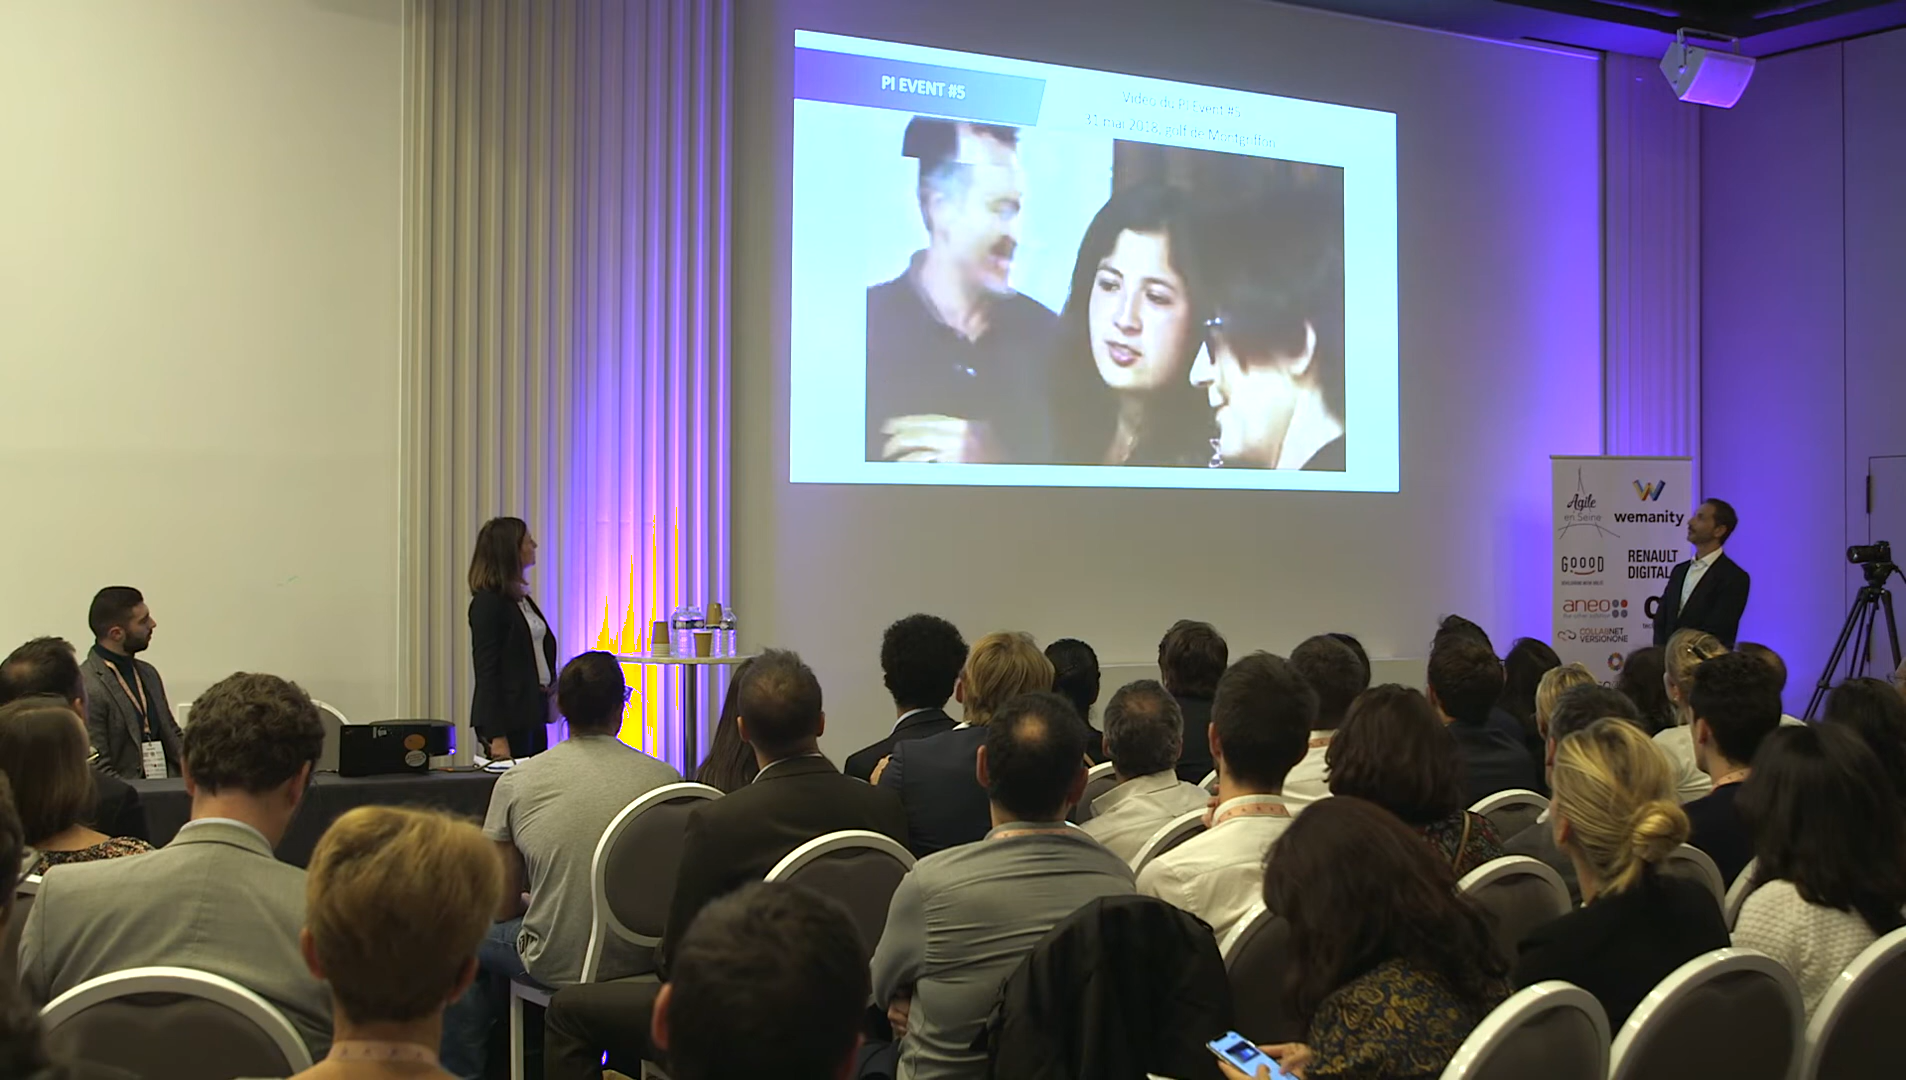 PI EVENT #5
Vidéo du PI Event #5
31 mai 2018, golf de Montgriffon
Agile
en Seine
wemanity
GOOOD
RENAULT
DIGITAL
aneo
COLLABNET
VERSIONONE